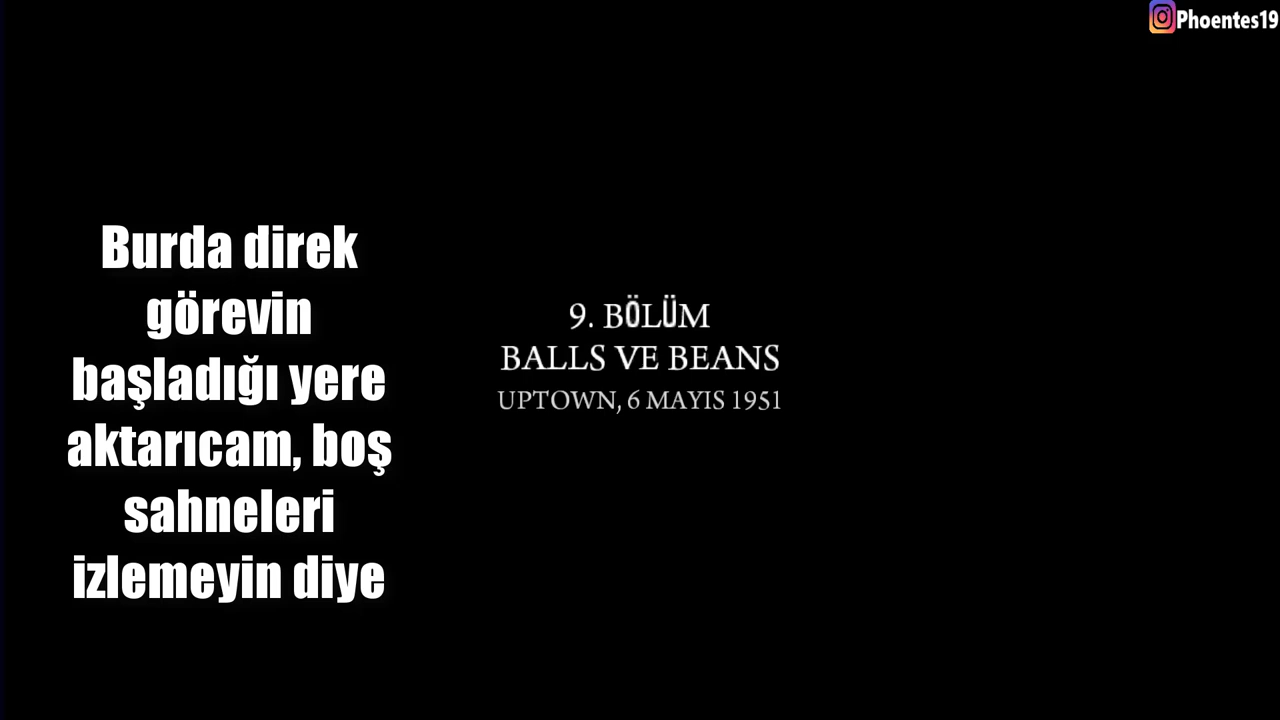 Phoentes19
Burda direk
görevin
başladığı yere
aktarıcam, boş
sahneleri
izlemeyin diye
9. BÖLÜM
BALLS VE BEANS
UPTOWN, 6 MAYIS 1951